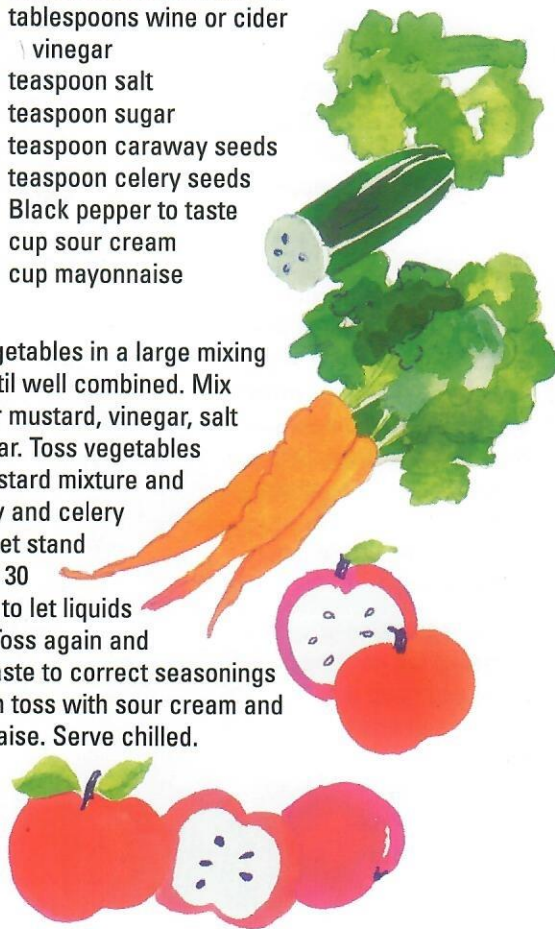 tablespoons wine or cider
vinegar
teaspoon salt
teaspoon sugar
teaspoon caraway seeds
teaspoon celery seeds
Black pepper to taste
cup sour cream
cup mayonnaise
getables in a large mixing
til well combined. Mix
r mustard, vinegar, salt
ar. Toss vegetables
stard mixture and
y and celery
et stand
30
to let liquids
oss again and
aste to correct seasonings
n toss with sour cream and
aise. Serve chilled.